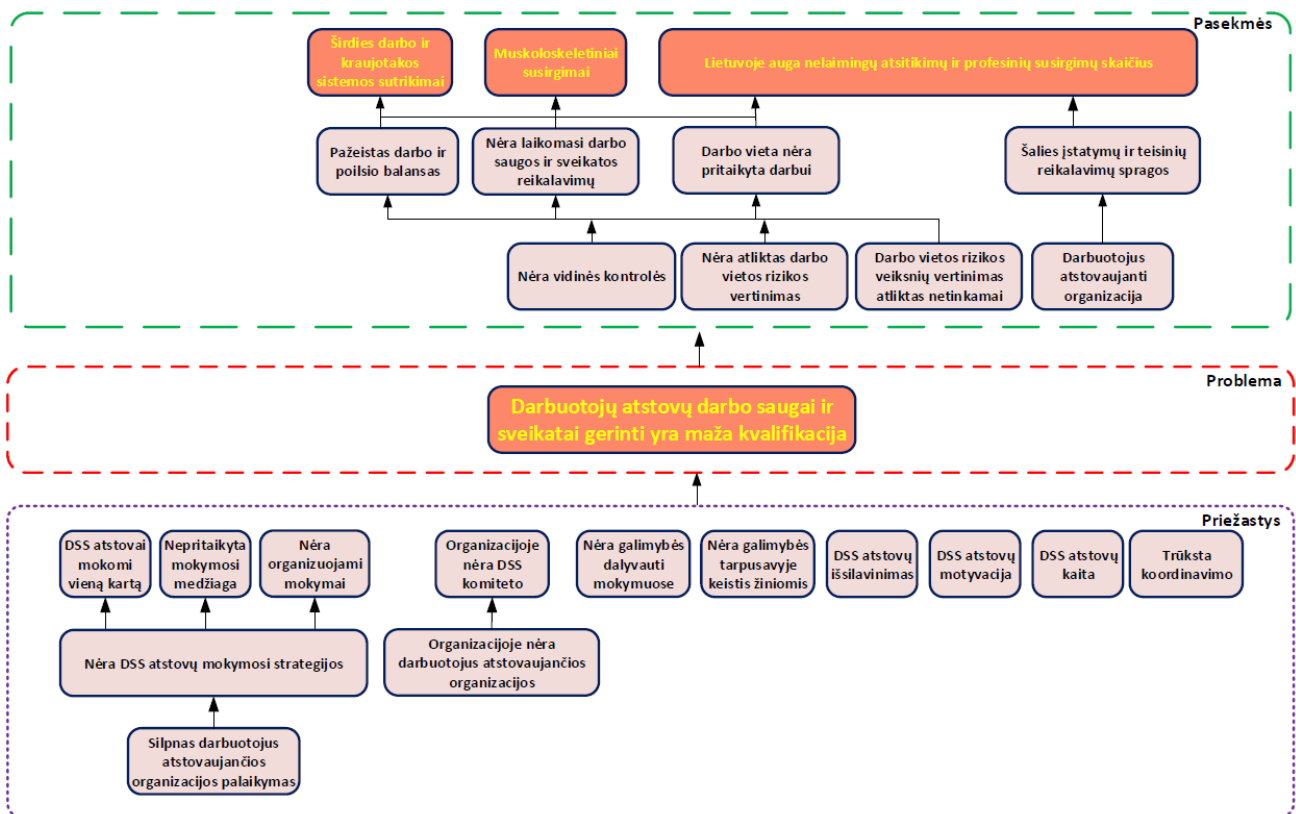 Pasekmės
Širdies darbo ir
kraujotakos
sistemos sutrikimai
Muskoloskeletiniai
susirgimai
Lietuvoje auga nelaimingų atsitikimų ir profesinių susirgimų skaičius
Pažeistas darbo ir
poilsio balansas
Nėra laikomasi darbo
saugos ir sveikatos
reikalavimų
Darbo vieta nėra
pritaikyta darbui
Šalies įstatymų ir teisinių
reikalavimų spragos
Nėra vidinės kontrolės
Nėra atliktas darbo
vietos rizikos
vertinimas
Darbo vietos rizikos
veiksnių vertinimas
atliktas netinkamai
Darbuotojus
atstovaujanti
organizacija
Problema
Darbuotojų atstovų darbo saugai ir
sveikatai gerinti yra maža kvalifikacija
Priežastys
DSS atstovai
mokomi
vieną kartą
Nepritaikyta
mokymosi
medžiaga
Nėra
organizuojami
mokymai
Organizacijoje
nėra DSS
komiteto
Nėra galimybės
dalyvauti
mokymuose
Nėra galimybės
tarpusavyje
keistis žiniomis
DSS atstovų
išsilavinimas
DSS atstovų
motyvacija
DSS atstovų
kaita
Trūksta
koordinavimo
Nėra DSS atstovų mokymosi strategijos
Organizacijoje nėra
darbuotojus atstovaujančios
organizacijos
Silpnas darbuotojus
atstovaujančios
organizacijos palaikymas